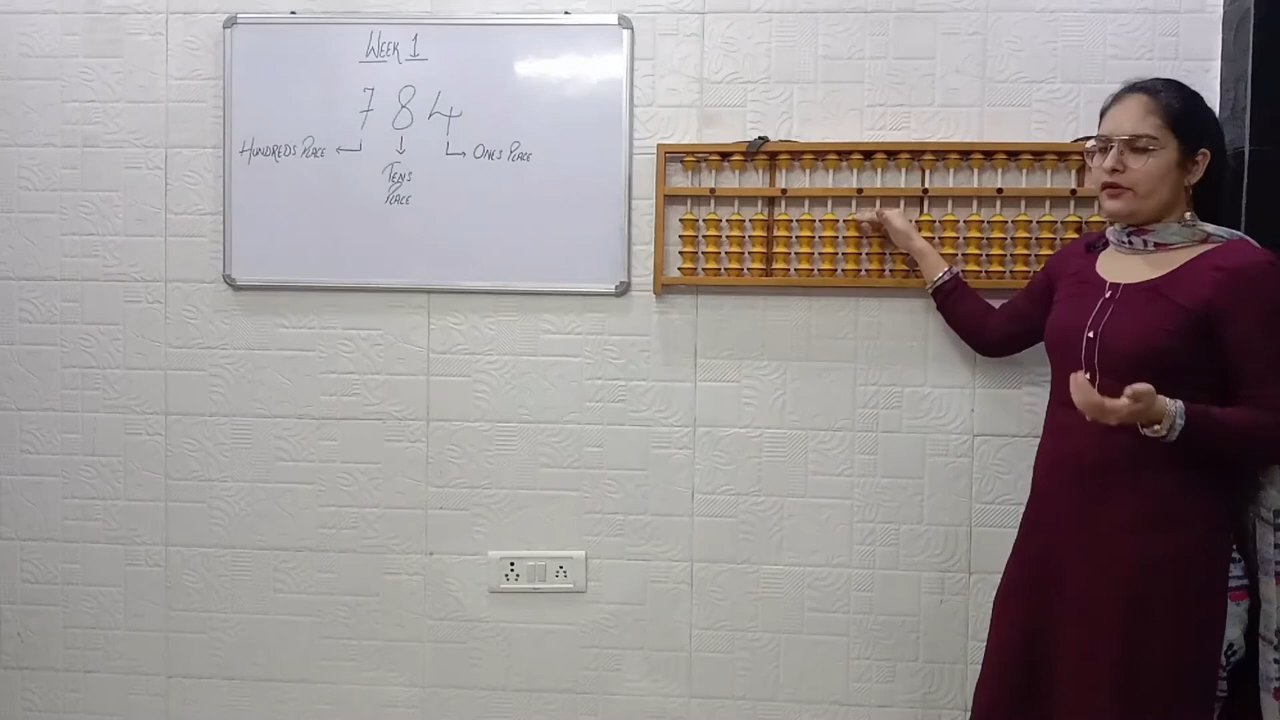 WEEK 1
7 8 4
HUNDREDS PLACE
TENS
PLACE
ONES PLACE